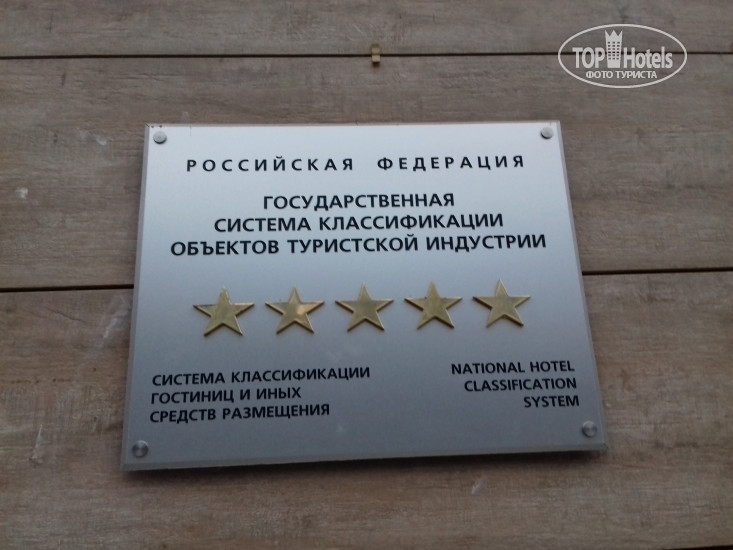 TOP Hotels
ФОТО ТУРИСТА
РОССИЙСКАЯ ФЕДЕРАЦИЯ
ГОСУДАРСТВЕННАЯ
СИСТЕМА КЛАССИФИКАЦИИ
ОБЪЕКТОВ ТУРИСТСКОЙ ИНДУСТРИИ
СИСТЕМА КЛАССИФИКАЦИИ
ГОСТИНИЦ И ИНЫХ
СРЕДСТВ РАЗМЕЩЕНИЯ
NATIONAL HOTEL
CLASSIFICATION
SYSTEM